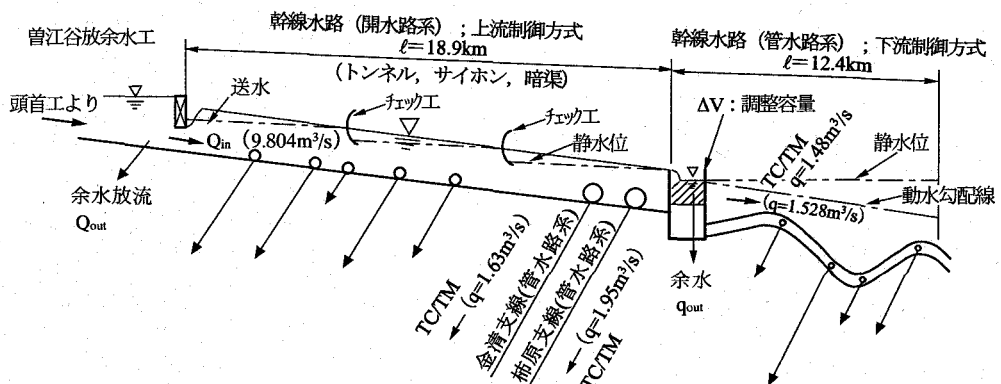 幹線水路（開水路系）；上流制御方式
ℓ=18.9km
（トンネル，サイホン，暗渠）
幹線水路（管水路系）；下流制御方式
ℓ=12.4km
曽江谷放余水工
頭首工より
送水
チェック工
チェック工
静水位
Qin (9.804m³/s)
余水放流
Qout
ΔV：調整容量
TC/TM
q=1.48m³/s
静水位
動水勾配線
(q=1.528m³/s)
余水
qout
TC/TM
(q=1.63m³/s)
金清支線(管水路系)
柿原支線(管水路系)
(q=1.95m³/s)
TC/TM